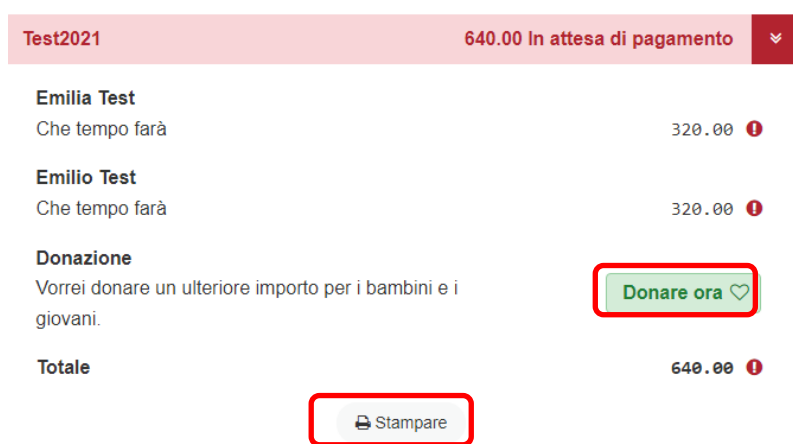 Test2021 640.00 In attesa di pagamento
Emilia Test
Che tempo farà 320.00
Emilio Test
Che tempo farà 320.00
Donazione
Vorrei donare un ulteriore importo per i bambini e i
giovani.
Donare ora
Totale 640.00
Stampare